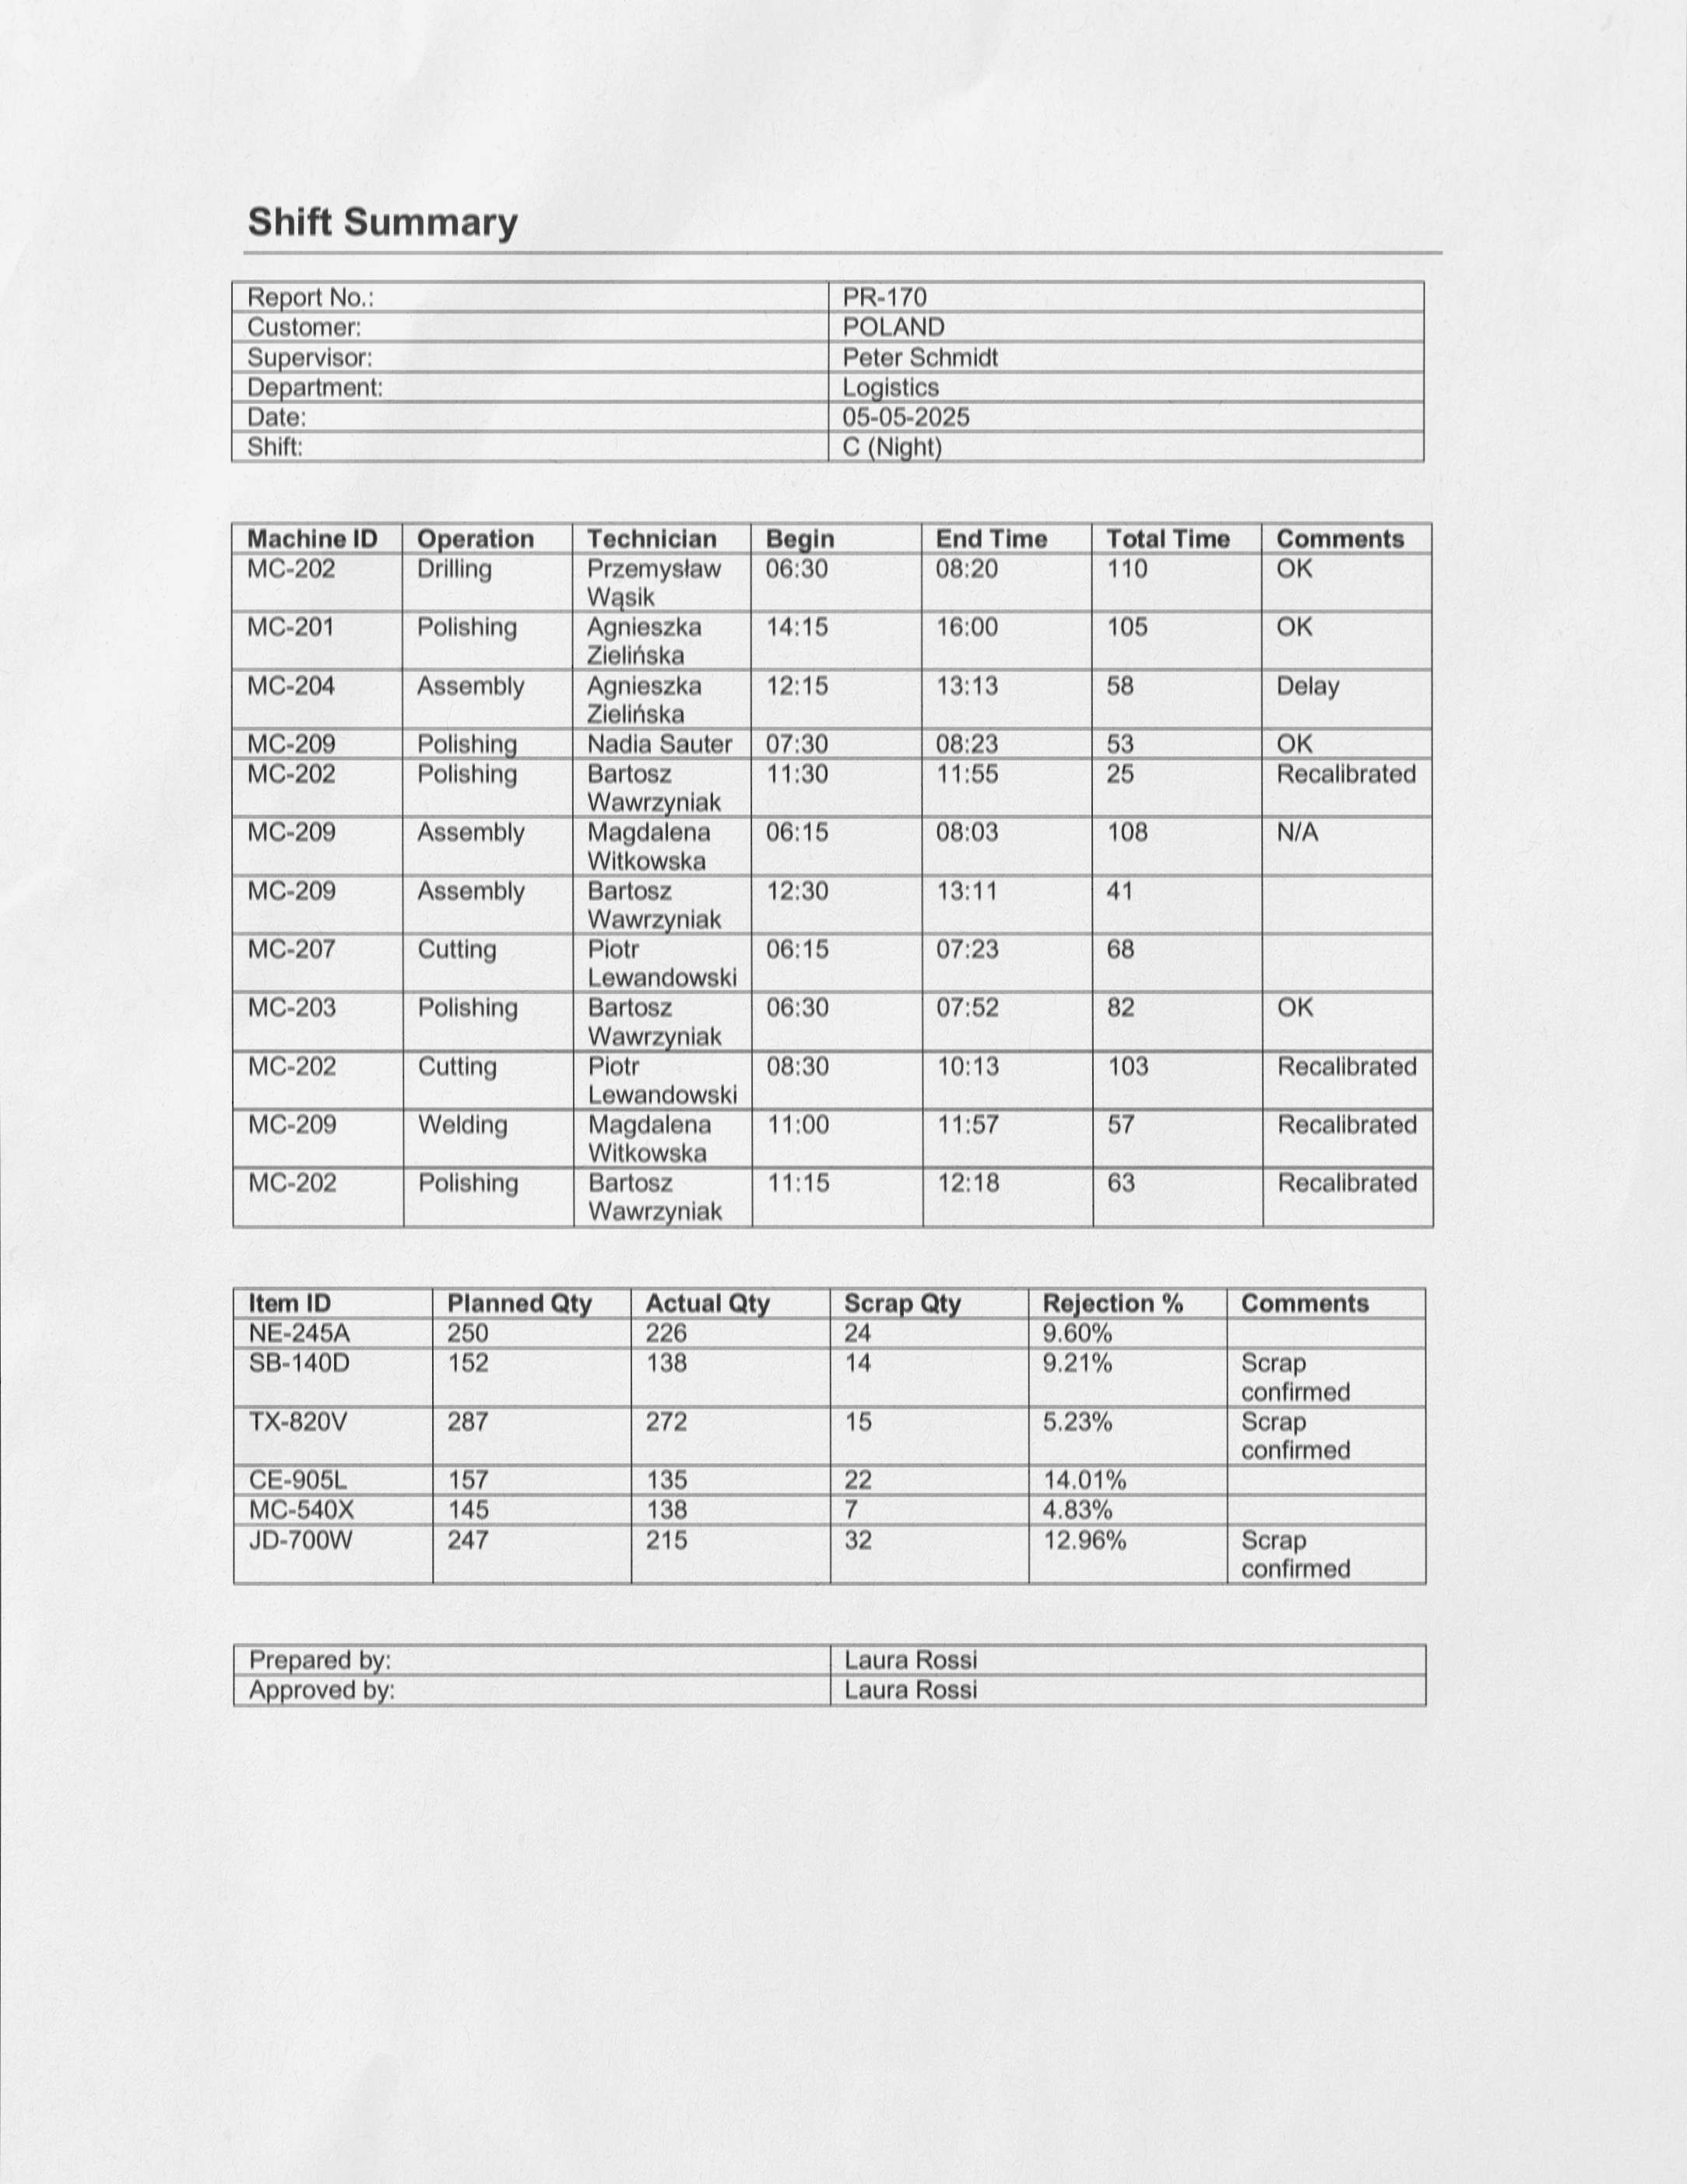 Shift Summary
Report No.: PR-170
Customer: POLAND
Supervisor: Peter Schmidt
Department: Logistics
Date: 05-05-2025
Shift: C (Night)
Machine ID Operation Technician Begin End Time Total Time Comments
MC-202 Drilling Przemysław 06:30 08:20 110 OK
Wąsik
MC-201 Polishing Agnieszka 14:15 16:00 105 OK
Zielińska
MC-204 Assembly Agnieszka 12:15 13:13 58 Delay
Zielińska
MC-209 Polishing Nadia Sauter 07:30 08:23 53 OK
MC-202 Polishing Bartosz 11:30 11:55 25 Recalibrated
Wawrzyniak
MC-209 Assembly Magdalena 06:15 08:03 108 N/A
Witkowska
MC-209 Assembly Bartosz 12:30 13:11 41
Wawrzyniak
MC-207 Cutting Piotr 06:15 07:23 68
Lewandowski
MC-203 Polishing Bartosz 06:30 07:52 82 OK
Wawrzyniak
MC-202 Cutting Piotr 08:30 10:13 103 Recalibrated
Lewandowski
MC-209 Welding Magdalena 11:00 11:57 57 Recalibrated
Witkowska
MC-202 Polishing Bartosz 11:15 12:18 63 Recalibrated
Wawrzyniak
Item ID Planned Qty Actual Qty Scrap Qty Rejection % Comments
NE-245A 250 226 24 9.60%
SB-140D 152 138 14 9.21% Scrap
confirmed
TX-820V 287 272 15 5.23% Scrap
confirmed
CE-905L 157 135 22 14.01%
MC-540X 145 138 7 4.83%
JD-700W 247 215 32 12.96% Scrap
confirmed
Prepared by: Laura Rossi
Approved by: Laura Rossi